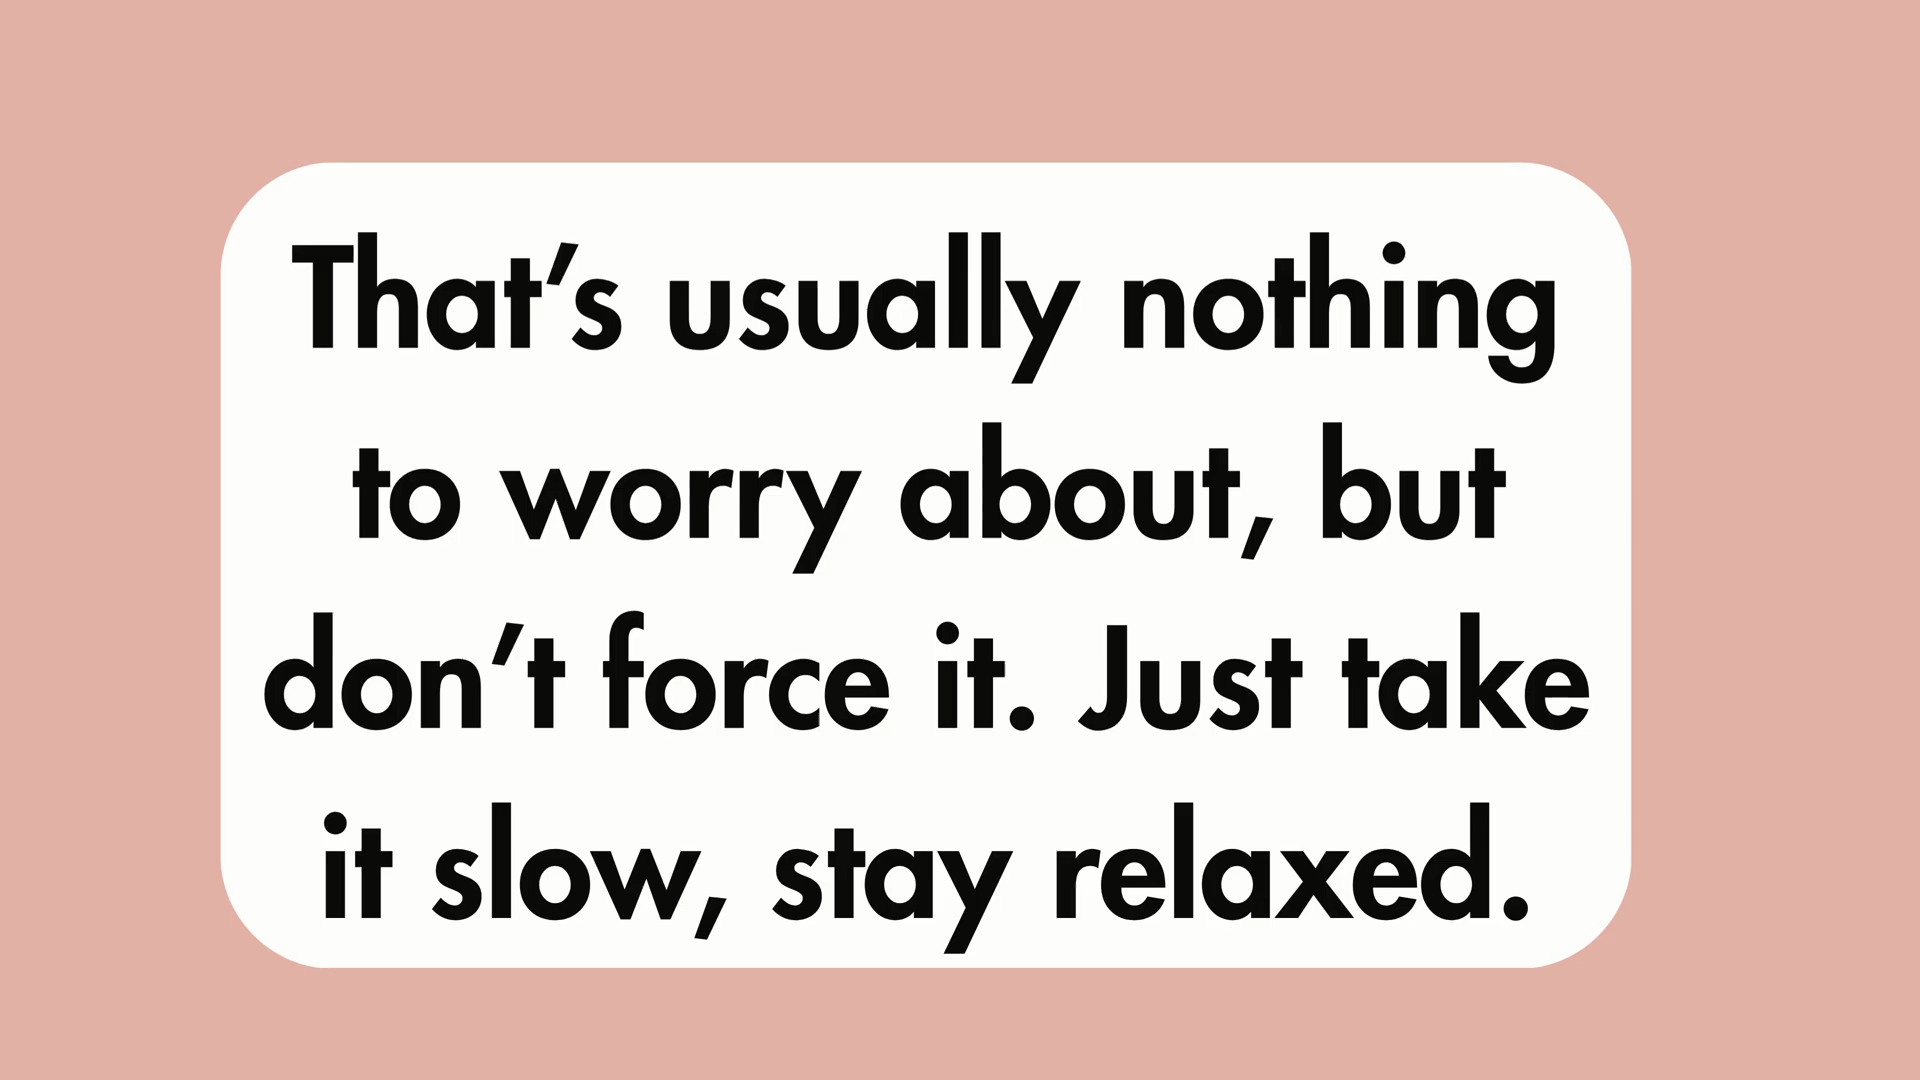 That’s usually nothing
to worry about, but
don’t force it. Just take
it slow, stay relaxed.